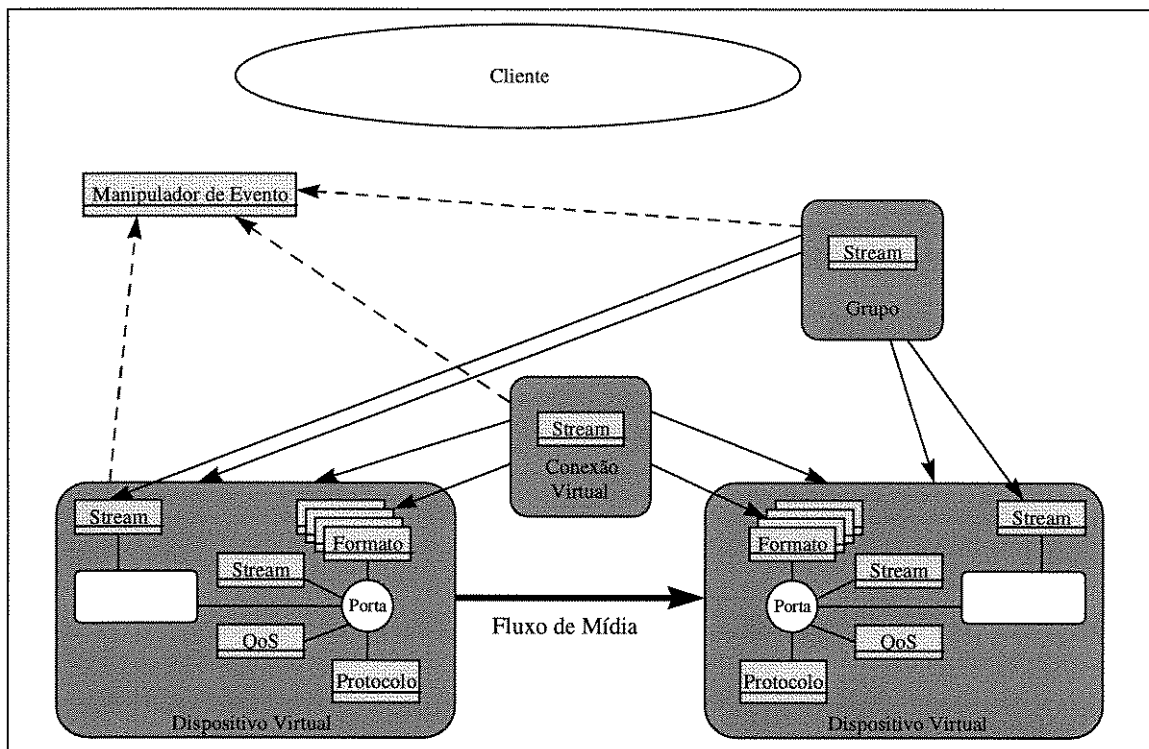 Cliente
Manipulador de Evento
Stream
Grupo
Stream
Conexão
Virtual
Stream
Formato
Stream
Porta
QoS
Protocolo
Dispositivo Virtual
Fluxo de Mídia
Formato
Stream
Stream
Porta
QoS
Protocolo
Dispositivo Virtual